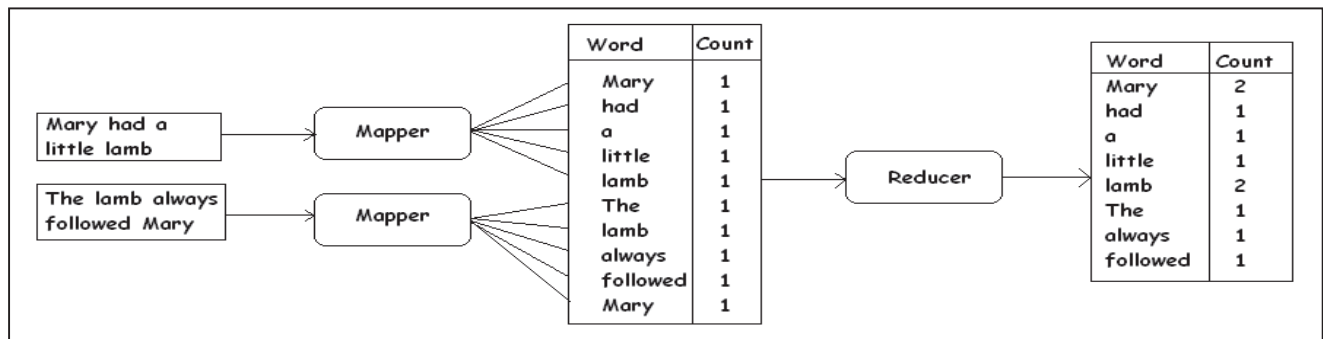 Mary had a
little lamb
The lamb always
followed Mary
Mapper
Mapper
Word Count
Mary 1
had 1
a 1
little 1
lamb 1
The 1
lamb 1
always 1
followed 1
Mary 1
Reducer
Word Count
Mary 2
had 1
a 1
little 1
lamb 2
The 1
always 1
followed 1